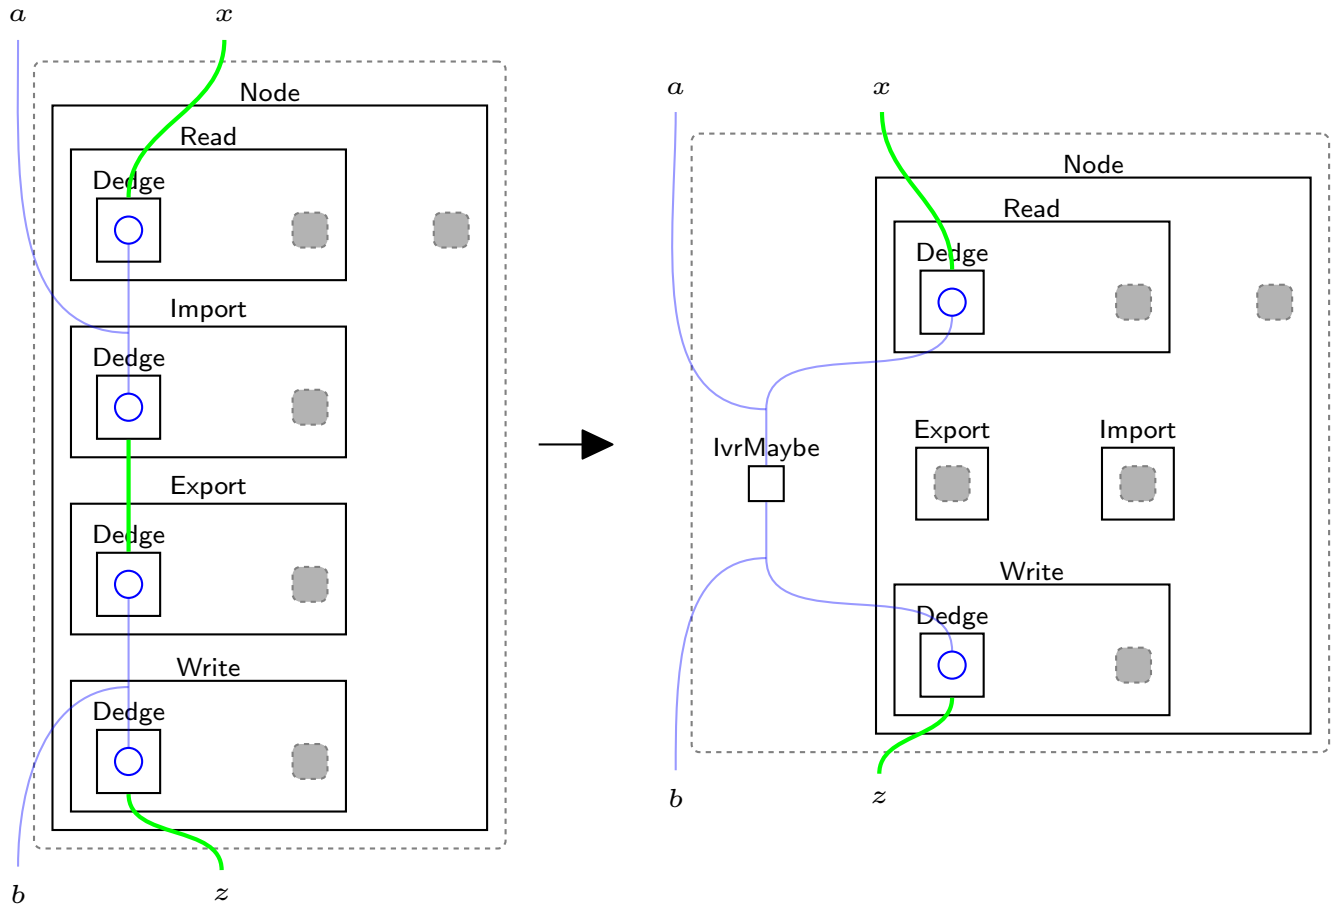 a x
Node
Read
Dedge
Import
Dedge
Export
Dedge
Write
Dedge
b z
a x
Node
Read
Dedge
Export Import
IvrMaybe
Write
Dedge
b z